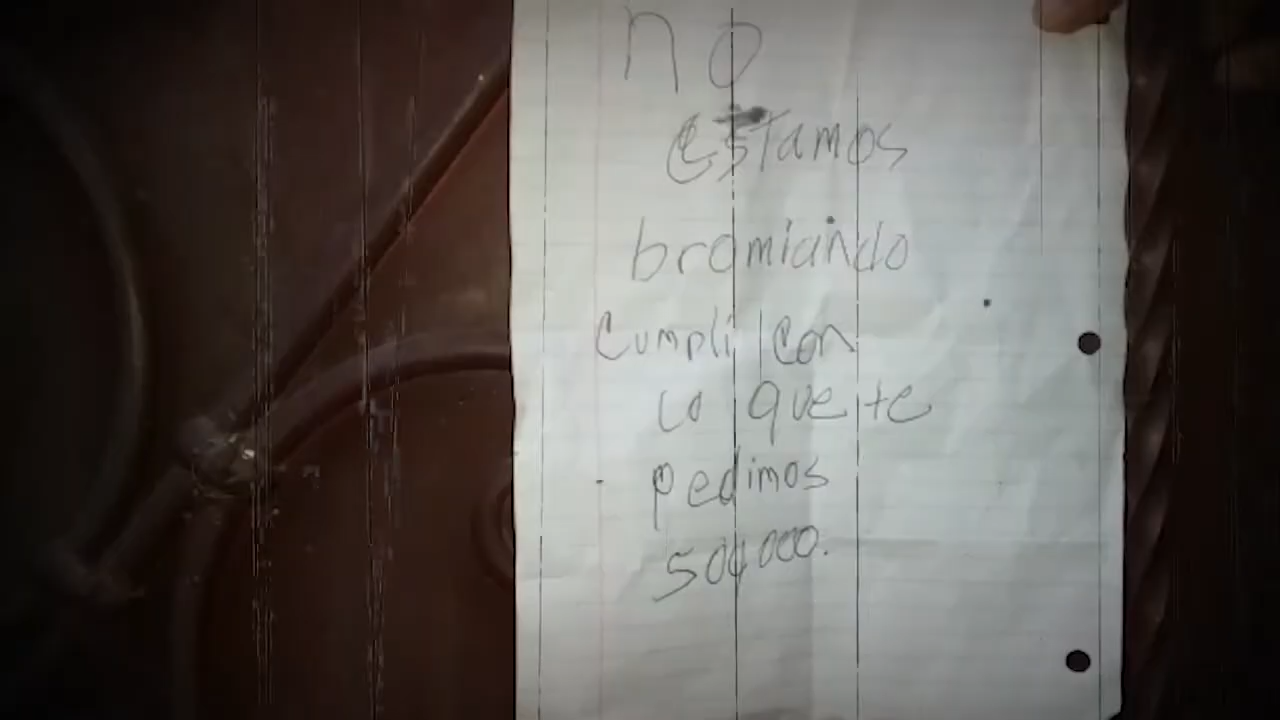 no
estamos
bromiando
Cumpli con
lo que te
pedimos
500000.